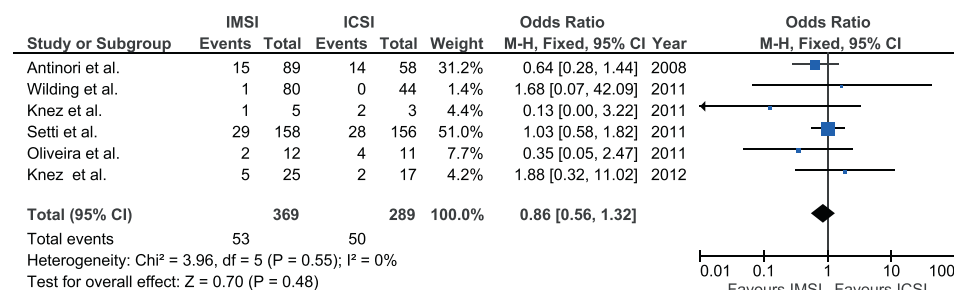 IMSI ICSI Odds Ratio Odds Ratio
Study or Subgroup Events Total Events Total Weight M-H, Fixed, 95% CI Year M-H, Fixed, 95% CI
Antinori et al. 15 89 14 58 31.2% 0.64 [0.28, 1.44] 2008
Wilding et al. 1 80 0 44 1.4% 1.68 [0.07, 42.09] 2011
Knez et al. 1 5 2 3 4.4% 0.13 [0.00, 3.22] 2011
Setti et al. 29 158 28 156 51.0% 1.03 [0.58, 1.82] 2011
Oliveira et al. 2 12 4 11 7.7% 0.35 [0.05, 2.47] 2011
Knez et al. 5 25 2 17 4.2% 1.88 [0.32, 11.02] 2012
Total (95% CI) 369 289 100.0% 0.86 [0.56, 1.32]
Total events 53 50
Heterogeneity: Chi² = 3.96, df = 5 (P = 0.55); I² = 0%
Test for overall effect: Z = 0.70 (P = 0.48)
0.01 0.1 1 10 100
Favours IMSI Favours ICSI